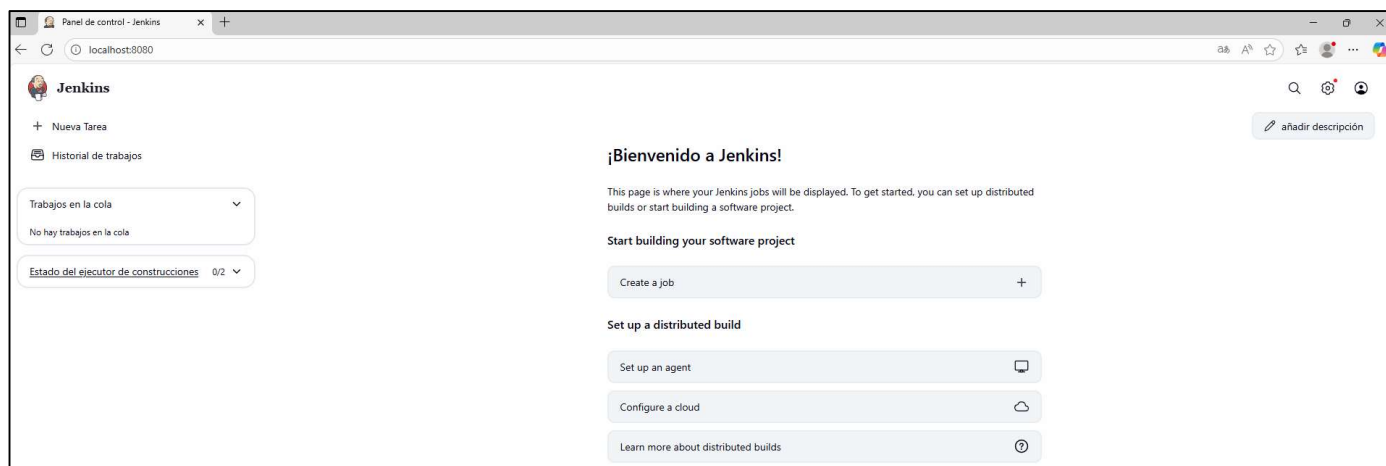 Panel de control - Jenkins
localhost:8080
Jenkins
Nueva Tarea
Historial de trabajos
añadir descripción
Trabajos en la cola
No hay trabajos en la cola
Estado del ejecutor de construcciones 0/2
¡Bienvenido a Jenkins!
This page is where your Jenkins jobs will be displayed. To get started, you can set up distributed
builds or start building a software project.
Start building your software project
Create a job
Set up a distributed build
Set up an agent
Configure a cloud
Learn more about distributed builds